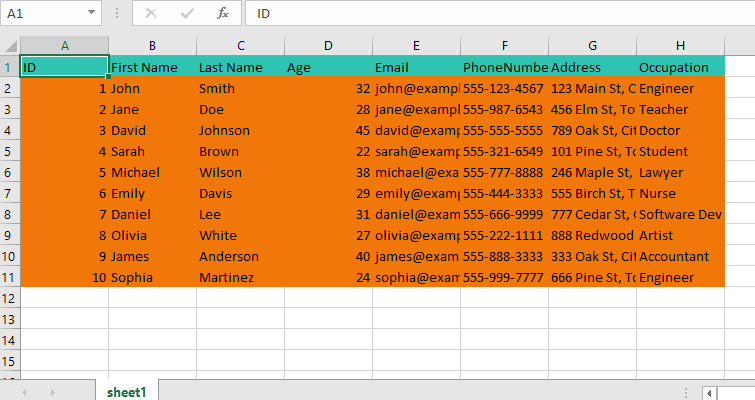 A1 fx ID
A B C D E F G H
1 ID First Name Last Name Age Email PhoneNumbe Address Occupation
2 1 John Smith 32 john@exampl 555-123-4567 123 Main St, C Engineer
3 2 Jane Doe 28 jane@exampl 555-987-6543 456 Elm St, To Teacher
4 3 David Johnson 45 david@examp 555-555-5555 789 Oak St, Cit Doctor
5 4 Sarah Brown 22 sarah@examp 555-321-6549 101 Pine St, To Student
6 5 Michael Wilson 38 michael@exa 555-777-8888 246 Maple St, Lawyer
7 6 Emily Davis 29 emily@examp 555-444-3333 555 Birch St, T Nurse
8 7 Daniel Lee 31 daniel@exam 555-666-9999 777 Cedar St, Software Dev
9 8 Olivia White 27 olivia@examp 555-222-1111 888 Redwood Artist
10 9 James Anderson 40 james@exam 555-888-3333 333 Oak St, Cit Accountant
11 10 Sophia Martinez 24 sophia@exam 555-999-7777 666 Pine St, To Engineer
12
13
14
15
sheet1